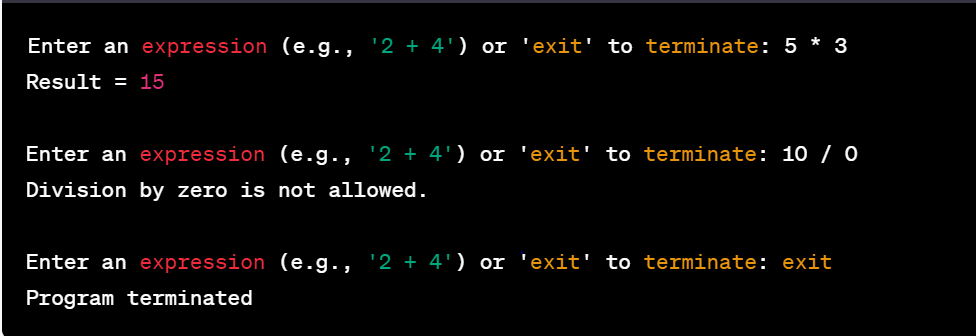 Enter an expression (e.g., '2 + 4') or 'exit' to terminate: 5 * 3
Result = 15
Enter an expression (e.g., '2 + 4') or 'exit' to terminate: 10 / 0
Division by zero is not allowed.
Enter an expression (e.g., '2 + 4') or 'exit' to terminate: exit
Program terminated